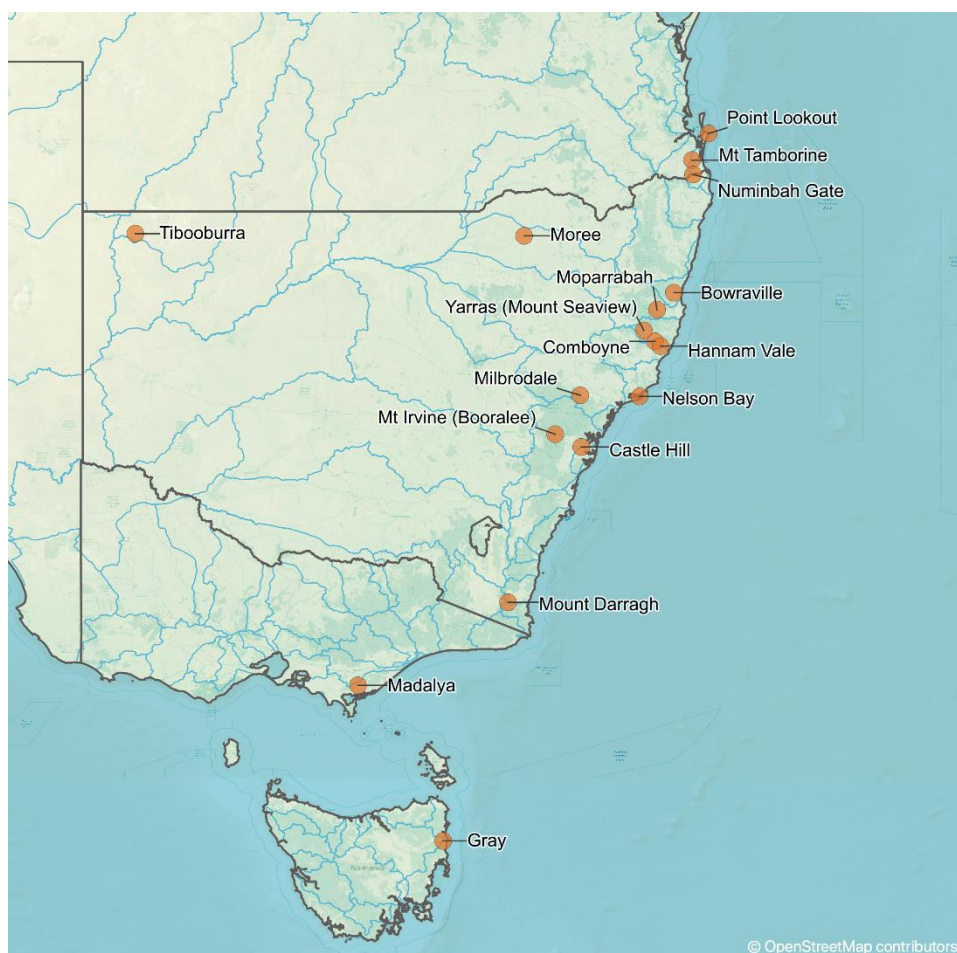 Point Lookout
Mt Tamborine
Numinbah Gate
Tibooburra
Moree
Moparrabah
Bowraville
Yarras (Mount Seaview)
Comboyne
Hannam Vale
Milbrodale
Nelson Bay
Mt Irvine (Booralee)
Castle Hill
Mount Darragh
Madalya
Gray
Tasmania
© OpenStreetMap contributors